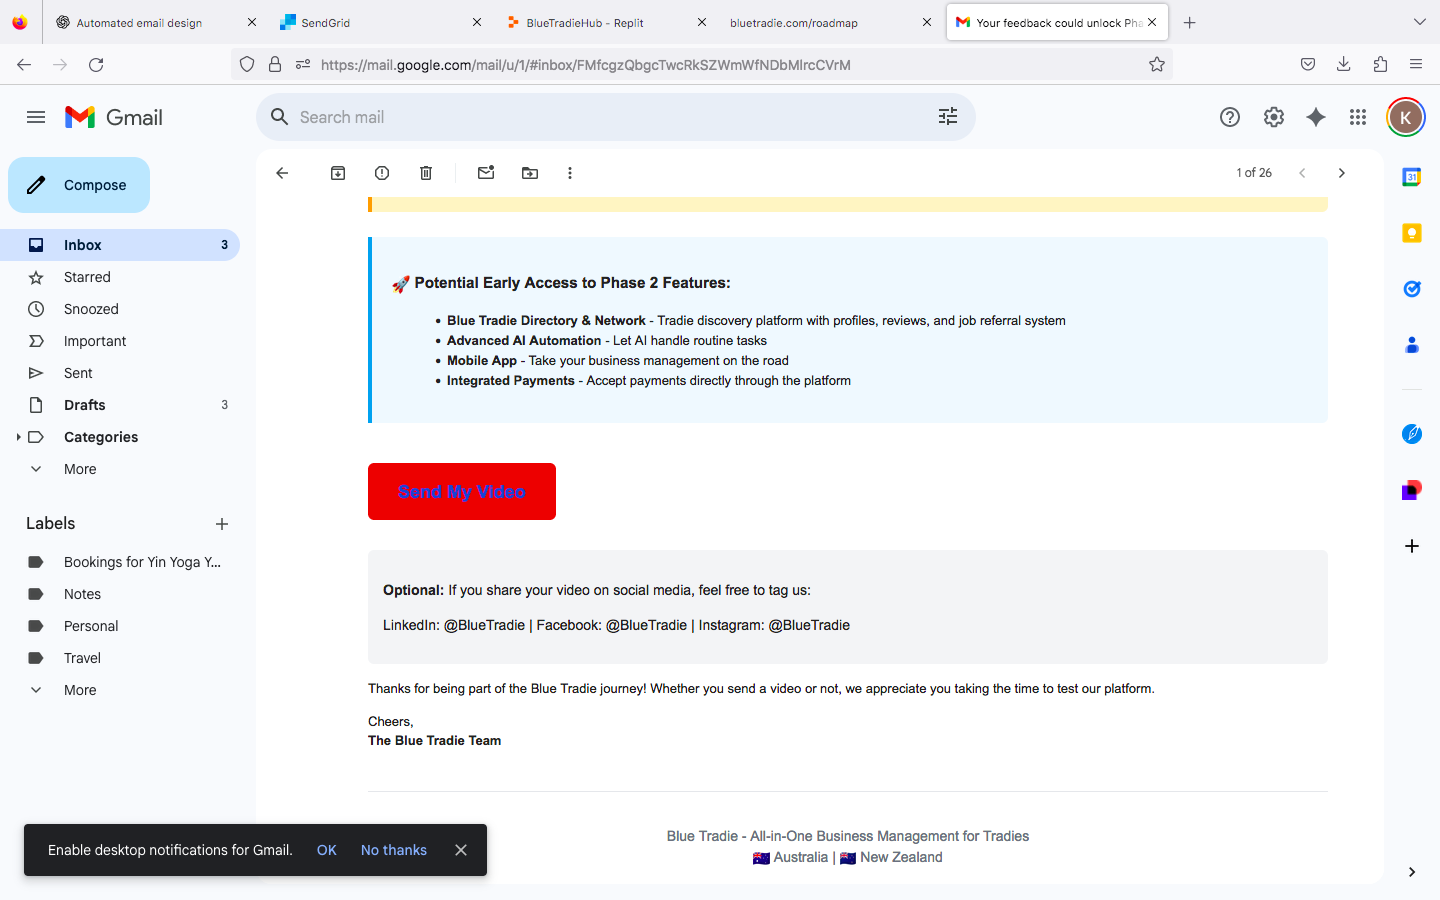 Automated email design
SendGrid
BlueTradieHub - Replit
bluetradie.com/roadmap
Your feedback could unlock Pha
https://mail.google.com/mail/u/1/#inbox/FMfcgzQbgcTwcRkSZWmWfNDbMlrcCVrM
Gmail
Search mail
K
Compose
1 of 26
Inbox 3
Starred
Snoozed
Important
Sent
Drafts 3
Categories
More
Labels
Bookings for Yin Yoga Y...
Notes
Personal
Travel
More
31
🚀 Potential Early Access to Phase 2 Features:
• Blue Tradie Directory & Network - Tradie discovery platform with profiles, reviews, and job referral system
• Advanced AI Automation - Let AI handle routine tasks
• Mobile App - Take your business management on the road
• Integrated Payments - Accept payments directly through the platform
Send My Video
Optional: If you share your video on social media, feel free to tag us:
LinkedIn: @BlueTradie | Facebook: @BlueTradie | Instagram: @BlueTradie
Thanks for being part of the Blue Tradie journey! Whether you send a video or not, we appreciate you taking the time to test our platform.
Cheers,
The Blue Tradie Team
Blue Tradie - All-in-One Business Management for Tradies
🇦🇺 Australia | 🇳🇿 New Zealand
Enable desktop notifications for Gmail. OK No thanks